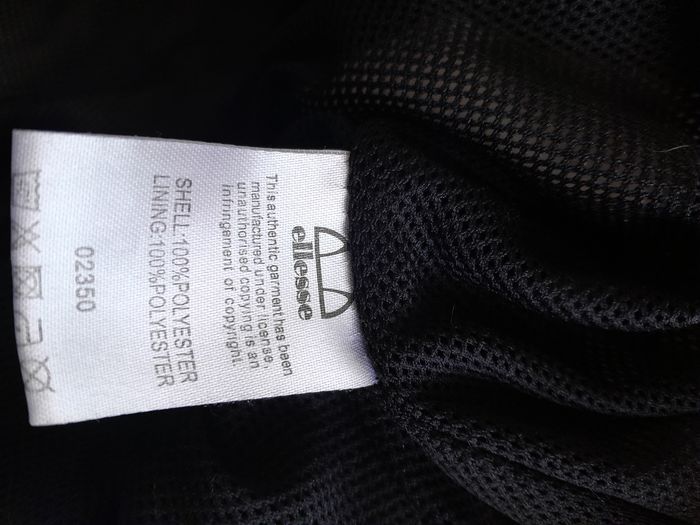 ellesse
This authentic garment has been
manufactured under license,
unauthorised copying is an
infringement of copyright.
SHELL:100%POLYESTER
LINING:100%POLYESTER
02350